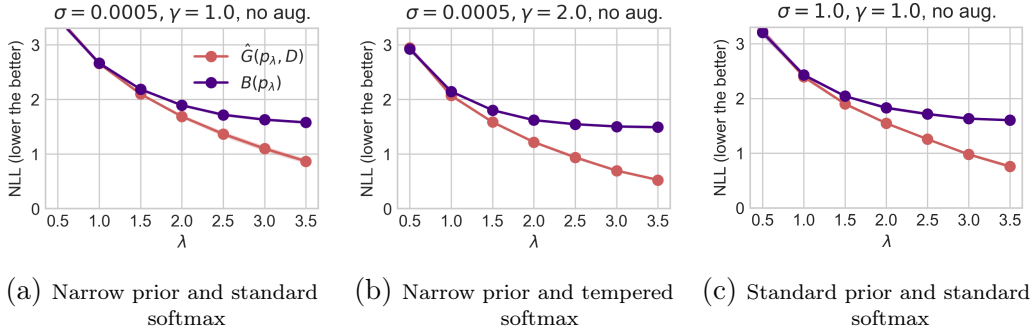 σ = 0.0005, γ = 1.0, no aug.
NLL (lower the better)
3
2
1
0
Ĝ(p_λ, D)
B(p_λ)
0.5 1.0 1.5 2.0 2.5 3.0 3.5
λ
(a) Narrow prior and standard
softmax
σ = 0.0005, γ = 2.0, no aug.
NLL (lower the better)
3
2
1
0
0.5 1.0 1.5 2.0 2.5 3.0 3.5
λ
(b) Narrow prior and tempered
softmax
σ = 1.0, γ = 1.0, no aug.
NLL (lower the better)
3
2
1
0
0.5 1.0 1.5 2.0 2.5 3.0 3.5
λ
(c) Standard prior and standard
softmax